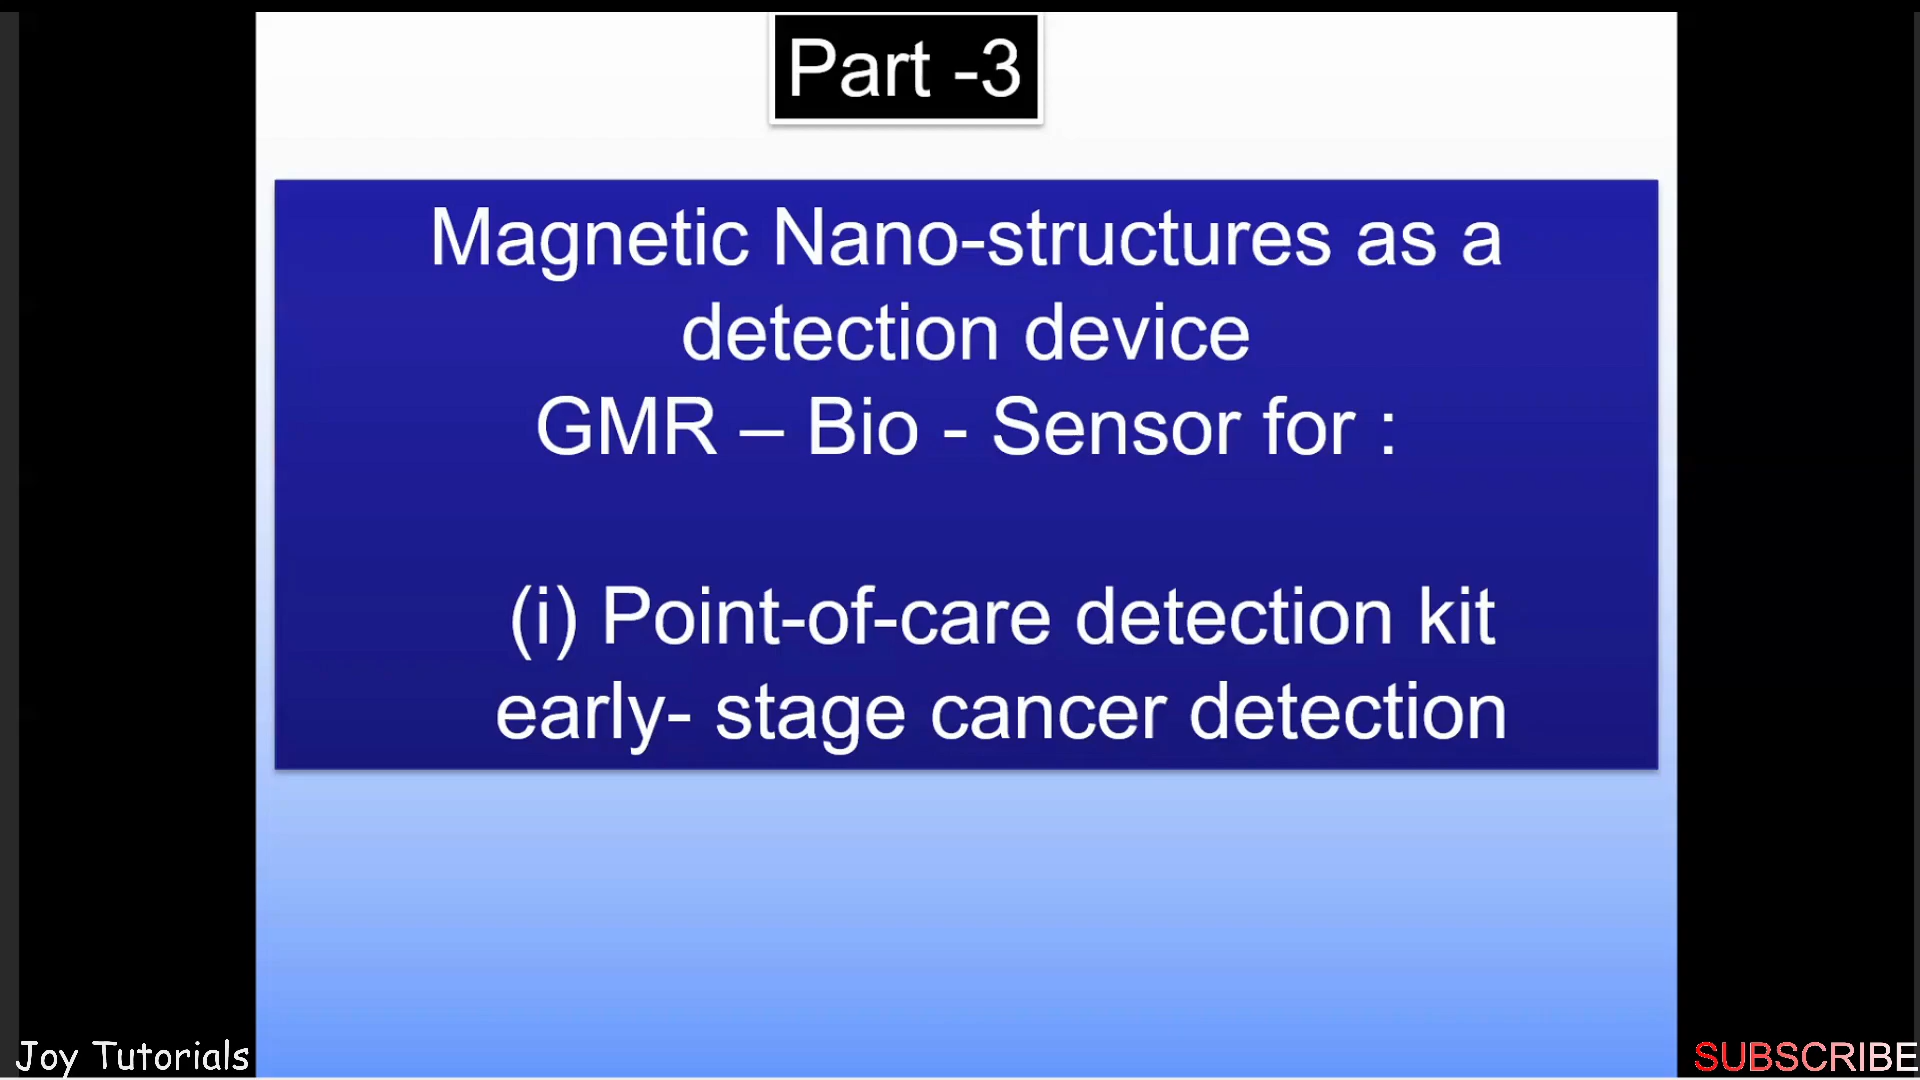 Part -3
Magnetic Nano-structures as a
detection device
GMR – Bio - Sensor for :
(i) Point-of-care detection kit
early- stage cancer detection
Joy Tutorials
SUBSCRIBE